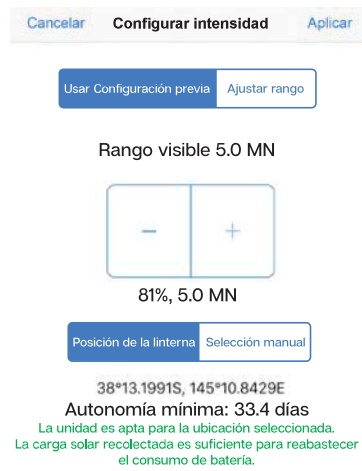 Cancelar Configurar intensidad Aplicar
Usar Configuración previa Ajustar rango
Rango visible 5.0 MN
− +
81%, 5.0 MN
Posición de la linterna Selección manual
38°13.1991S, 145°10.8429E
Autonomía mínima: 33.4 días
La unidad es apta para la ubicación seleccionada.
La carga solar recolectada es suficiente para reabastecer
el consumo de batería.